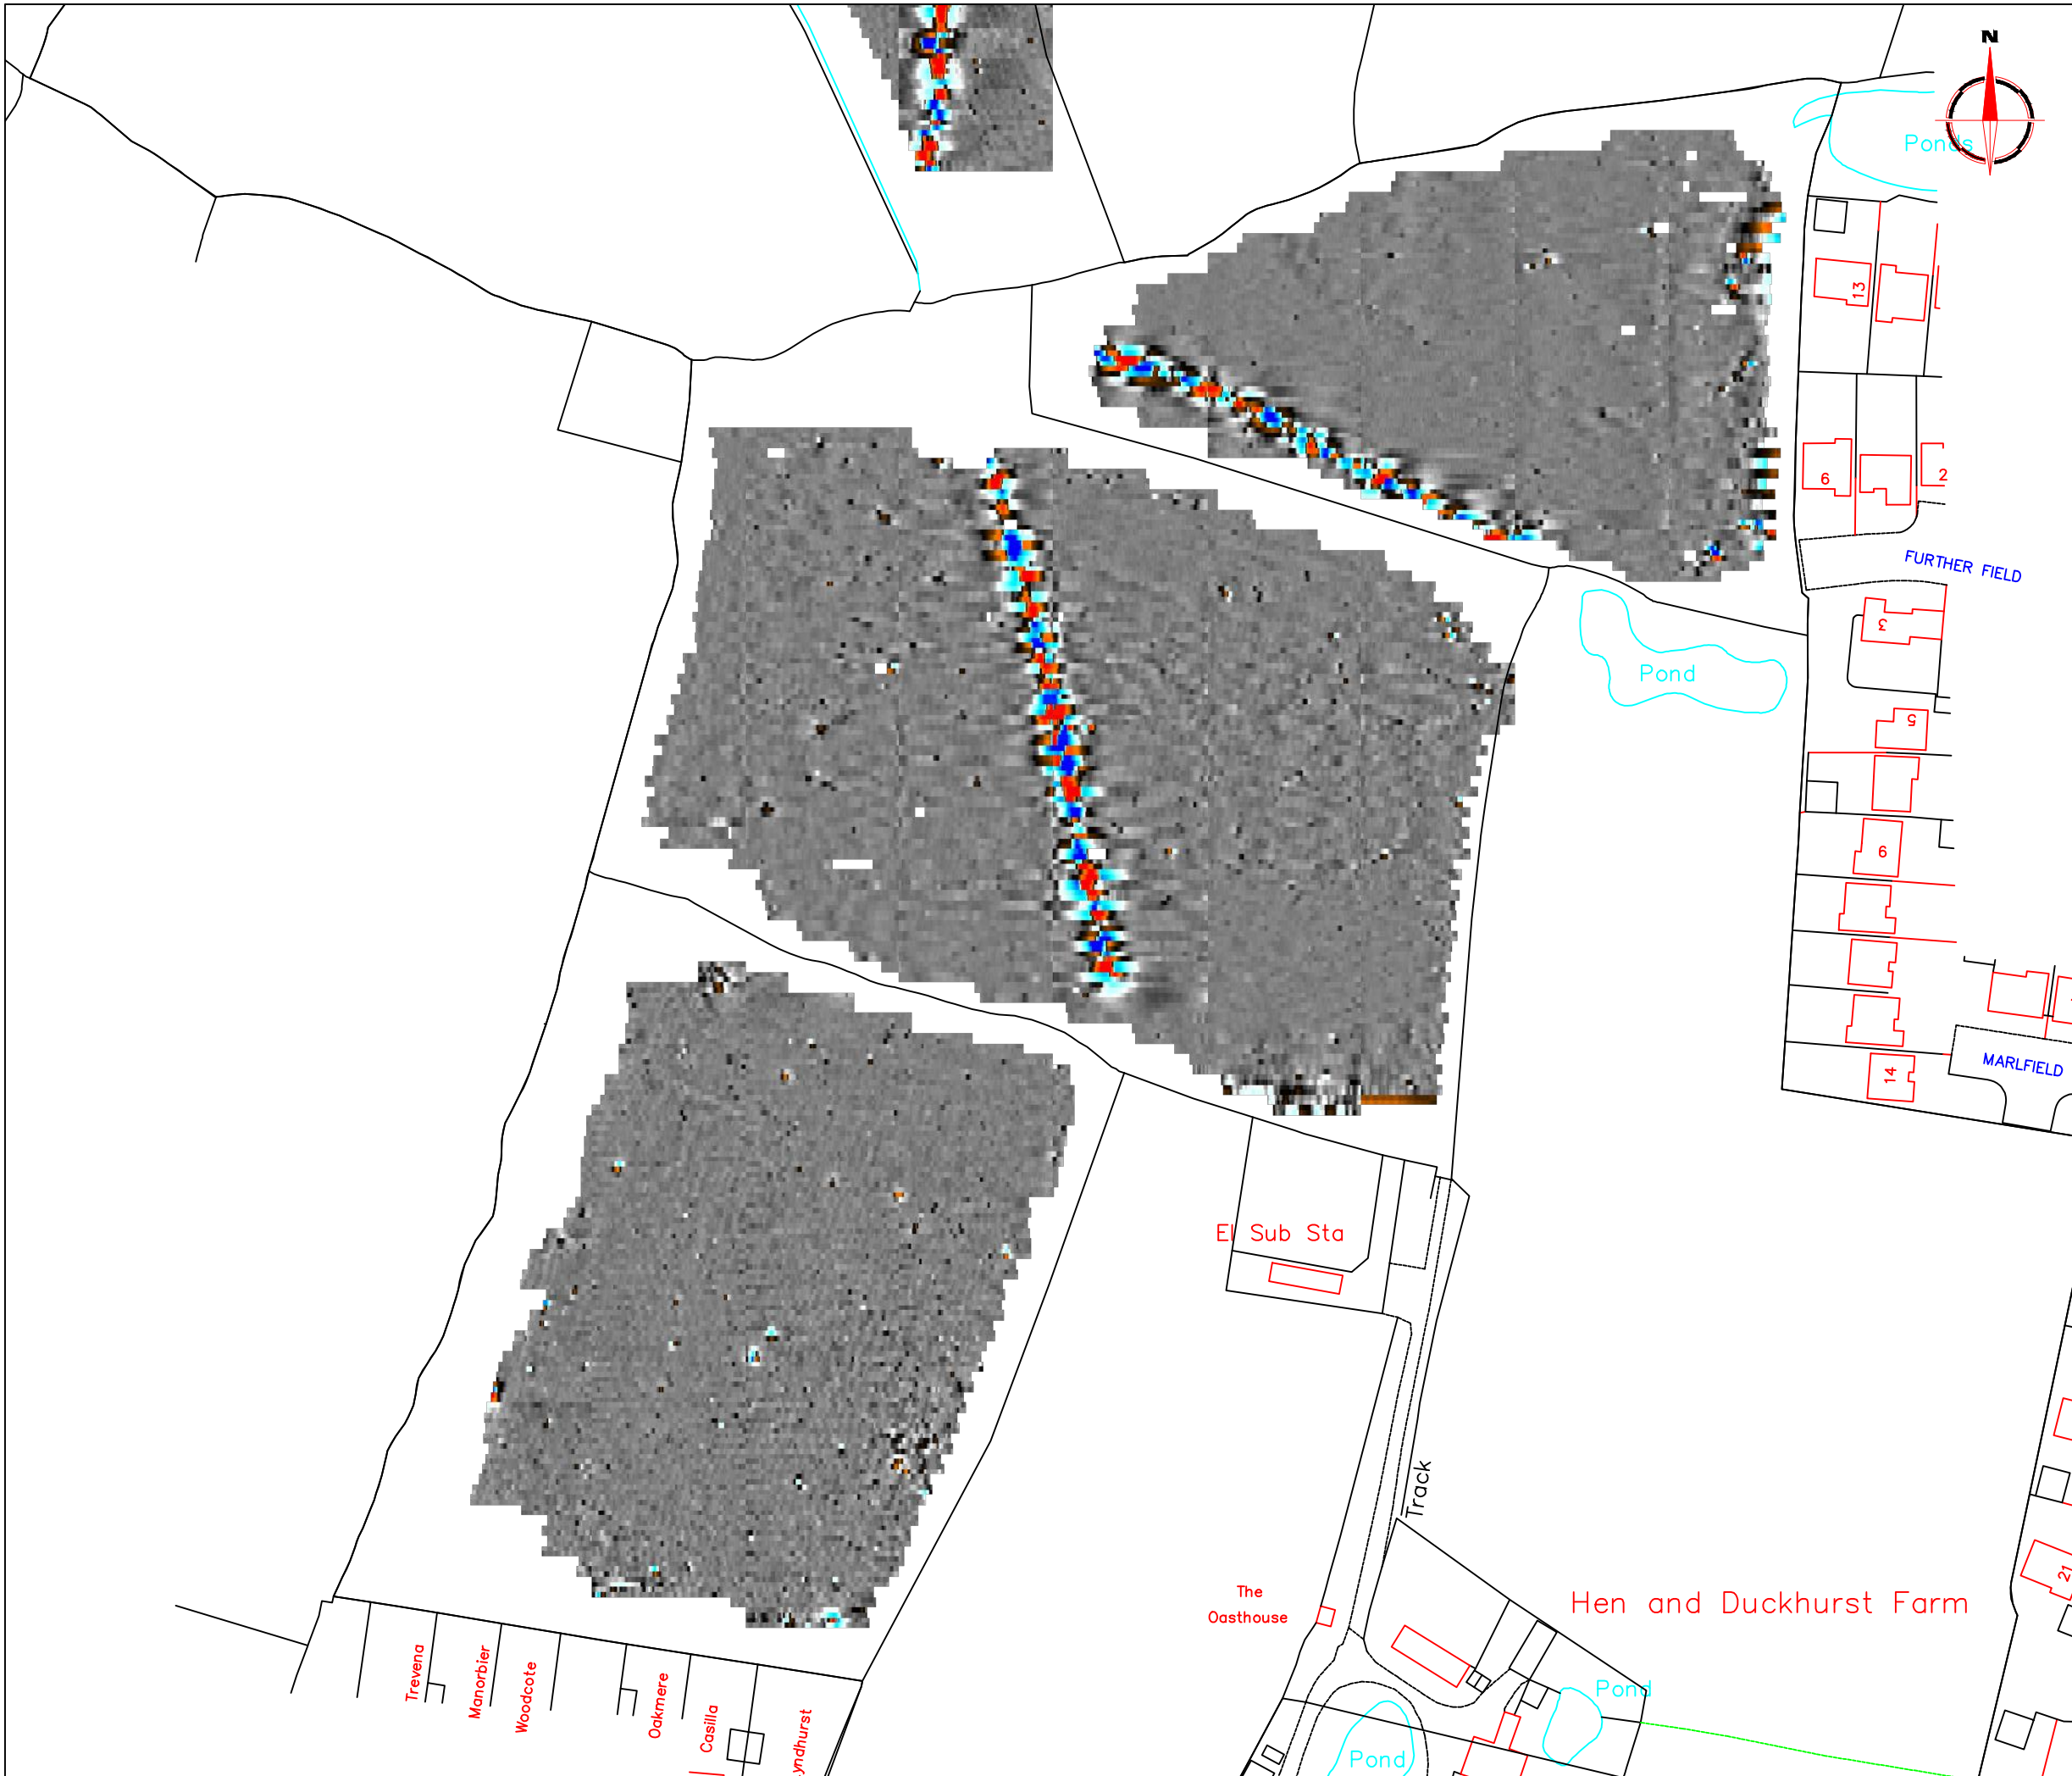 N
Ponds
13
6
2
FURTHER FIELD
3
Pond
5
6
MARLFIELD
14
El Sub Sta
Track
21
The
Oasthouse
Hen and Duckhurst Farm
Trevena
Manorbier
Woodcote
Oakmere
Casilla
yndhurst
Pond
Pond